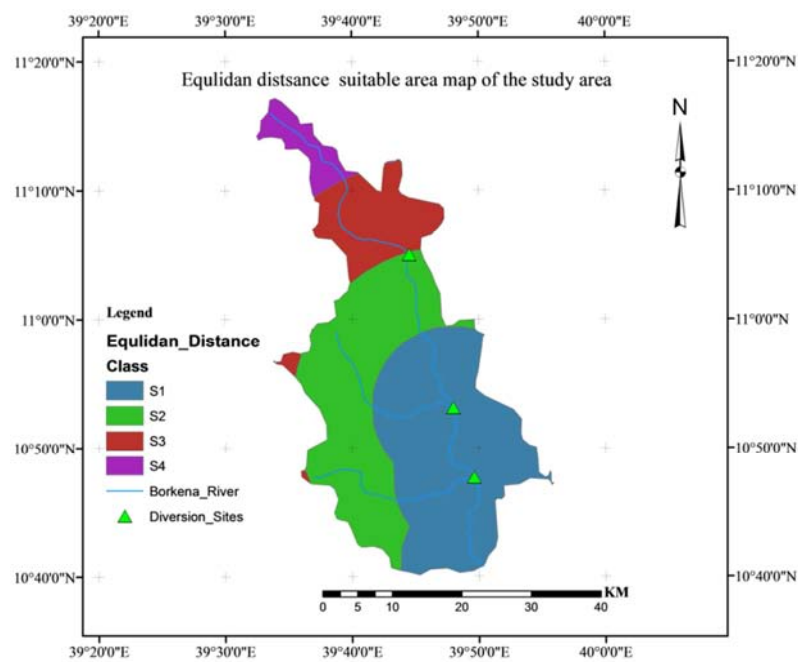 39°20'0"E 39°30'0"E 39°40'0"E 39°50'0"E 40°0'0"E
11°20'0"N 11°20'0"N
Equlidan distsance suitable area map of the study area
N
11°10'0"N 11°10'0"N
11°0'0"N 11°0'0"N
Legend
Equlidan_Distance
Class
S1
S2
S3
S4
10°50'0"N 10°50'0"N
Borkena_River
Diversion_Sites
10°40'0"N 10°40'0"N
KM
0 5 10 20 30 40
39°20'0"E 39°30'0"E 39°40'0"E 39°50'0"E 40°0'0"E